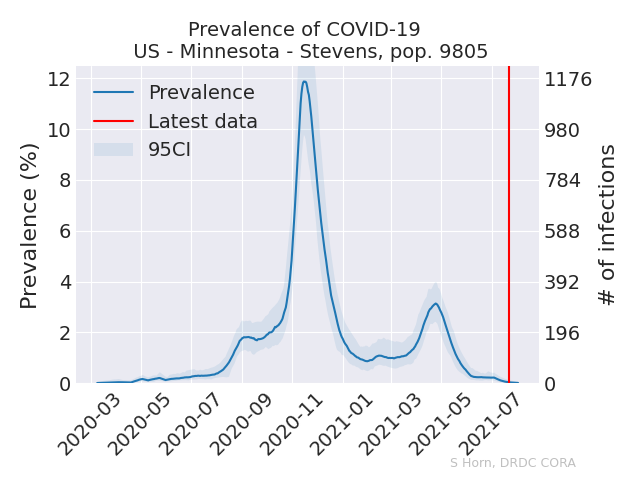 Prevalence of COVID-19
US - Minnesota - Stevens, pop. 9805
Prevalence
Latest data
95CI
Prevalence (%)
12
10
8
6
4
2
0
# of infections
1176
980
784
588
392
196
0
2020-03
2020-05
2020-07
2020-09
2020-11
2021-01
2021-03
2021-05
2021-07
S Horn, DRDC CORA